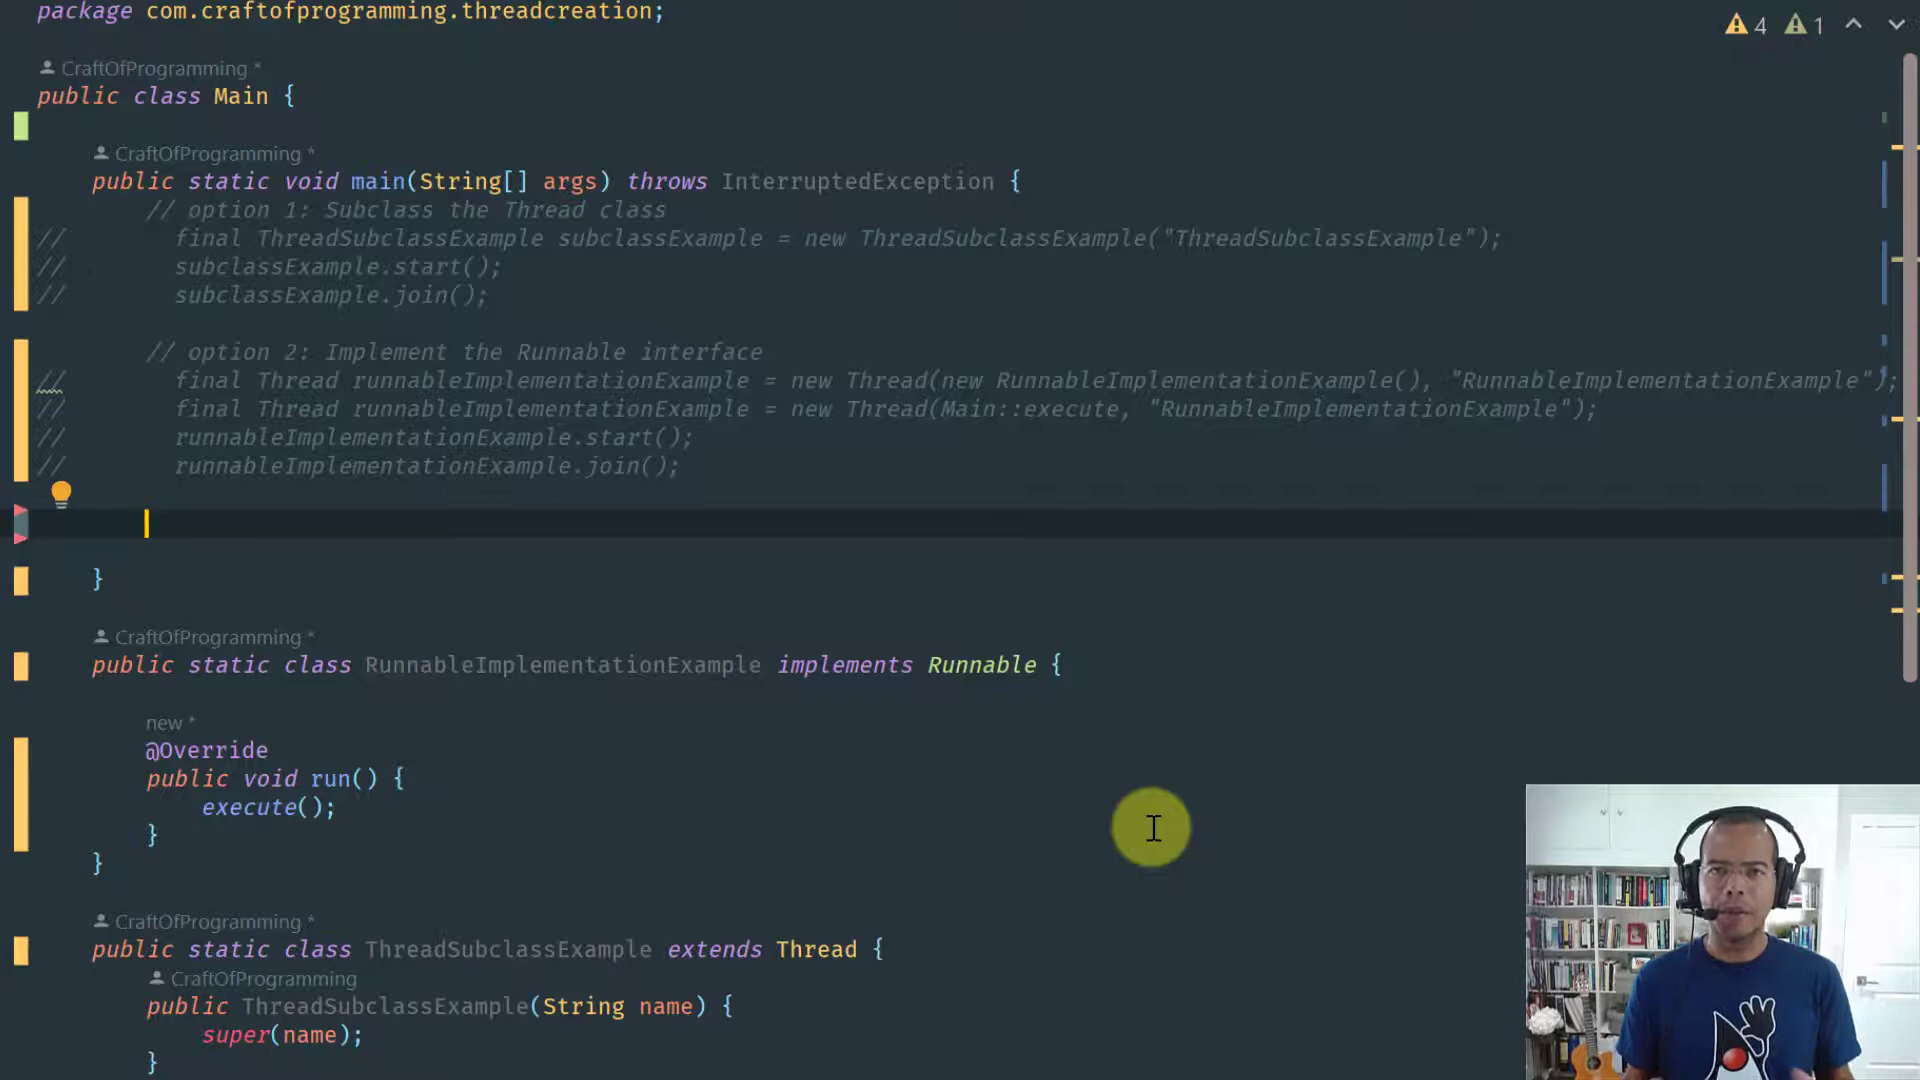 package com.craftofprogramming.threadcreation;
4 1
CraftOfProgramming *
public class Main {
CraftOfProgramming *
public static void main(String[] args) throws InterruptedException {
// option 1: Subclass the Thread class
// final ThreadSubclassExample subclassExample = new ThreadSubclassExample("ThreadSubclassExample");
// subclassExample.start();
// subclassExample.join();
// option 2: Implement the Runnable interface
// final Thread runnableImplementationExample = new Thread(new RunnableImplementationExample(), "RunnableImplementationExample");
// final Thread runnableImplementationExample = new Thread(Main::execute, "RunnableImplementationExample");
// runnableImplementationExample.start();
// runnableImplementationExample.join();
}
CraftOfProgramming *
public static class RunnableImplementationExample implements Runnable {
new *
@Override
public void run() {
execute();
}
}
CraftOfProgramming *
public static class ThreadSubclassExample extends Thread {
CraftOfProgramming
public ThreadSubclassExample(String name) {
super(name);
}